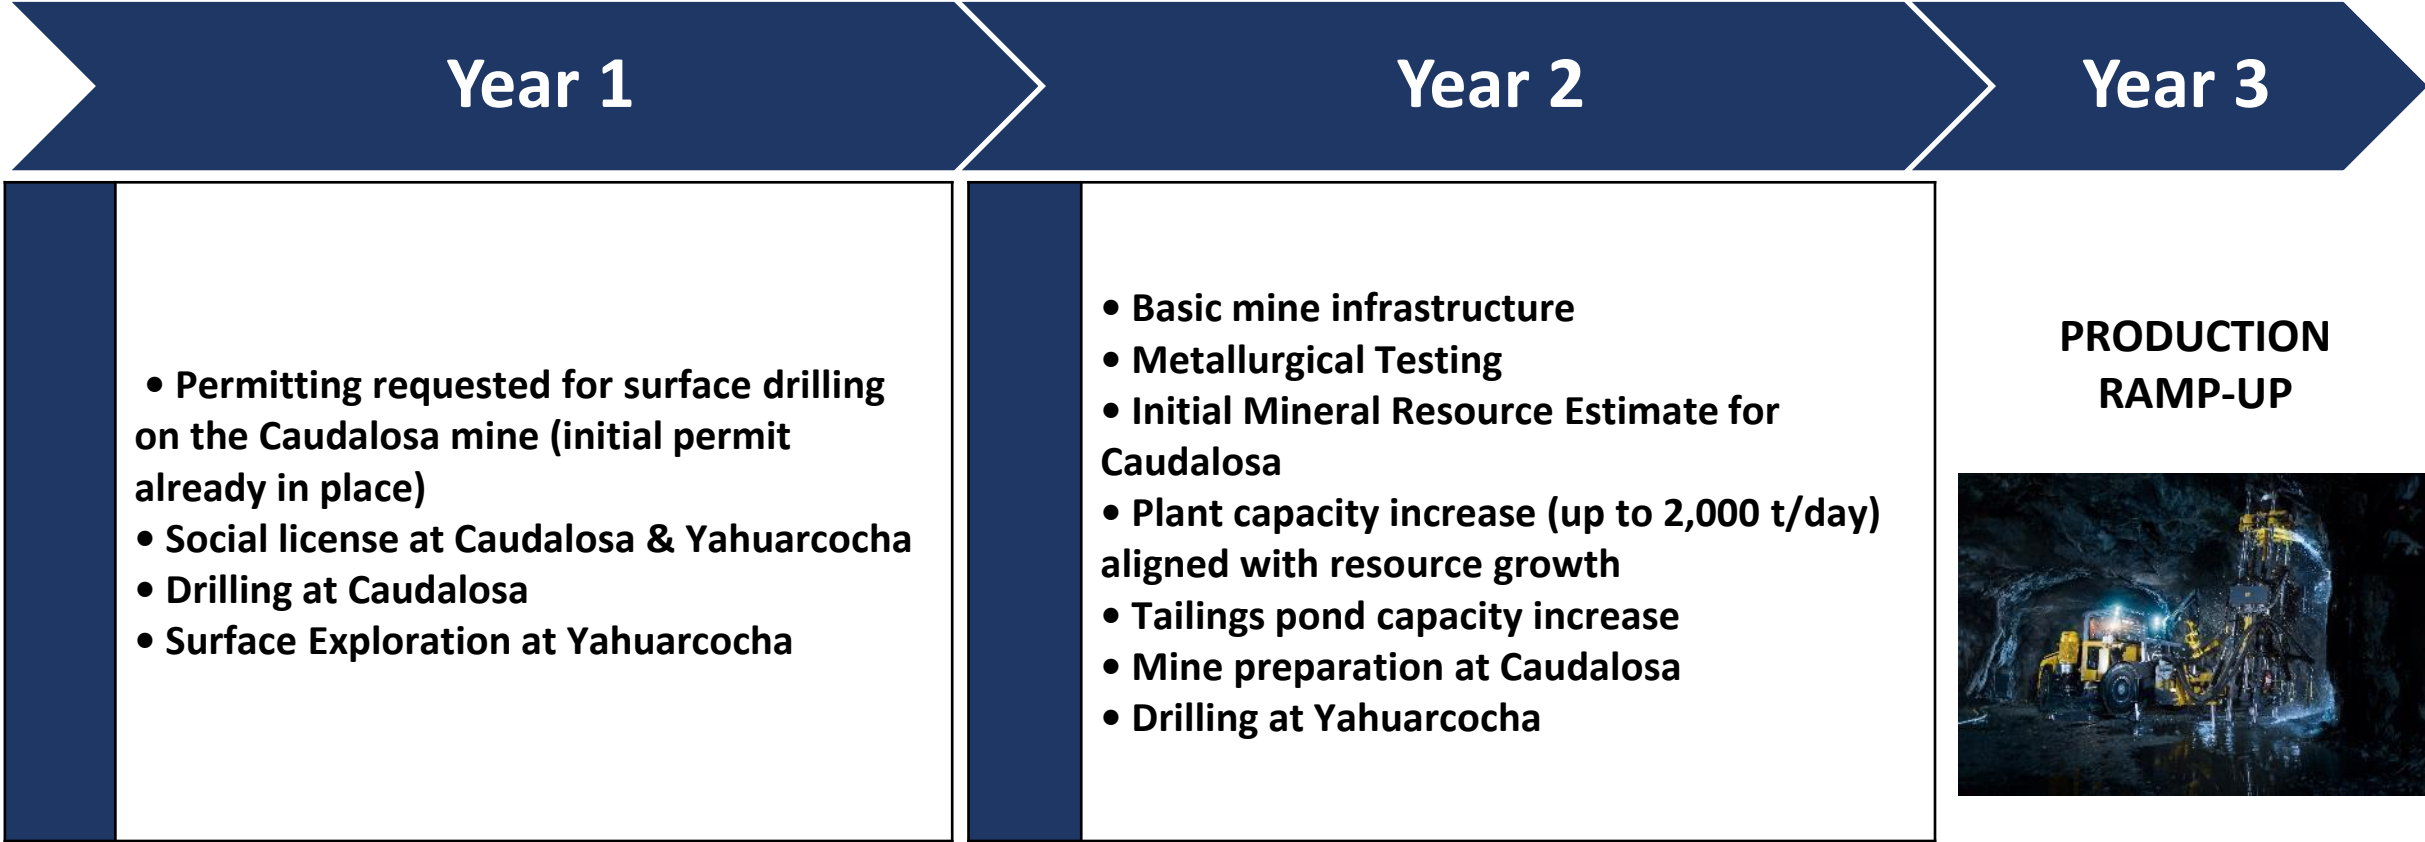 Year 1
Year 2
Year 3
• Permitting requested for surface drilling
on the Caudalosa mine (initial permit
already in place)
• Social license at Caudalosa & Yahuarcocha
• Drilling at Caudalosa
• Surface Exploration at Yahuarcocha
• Basic mine infrastructure
• Metallurgical Testing
• Initial Mineral Resource Estimate for
Caudalosa
• Plant capacity increase (up to 2,000 t/day)
aligned with resource growth
• Tailings pond capacity increase
• Mine preparation at Caudalosa
• Drilling at Yahuarcocha
PRODUCTION
RAMP-UP